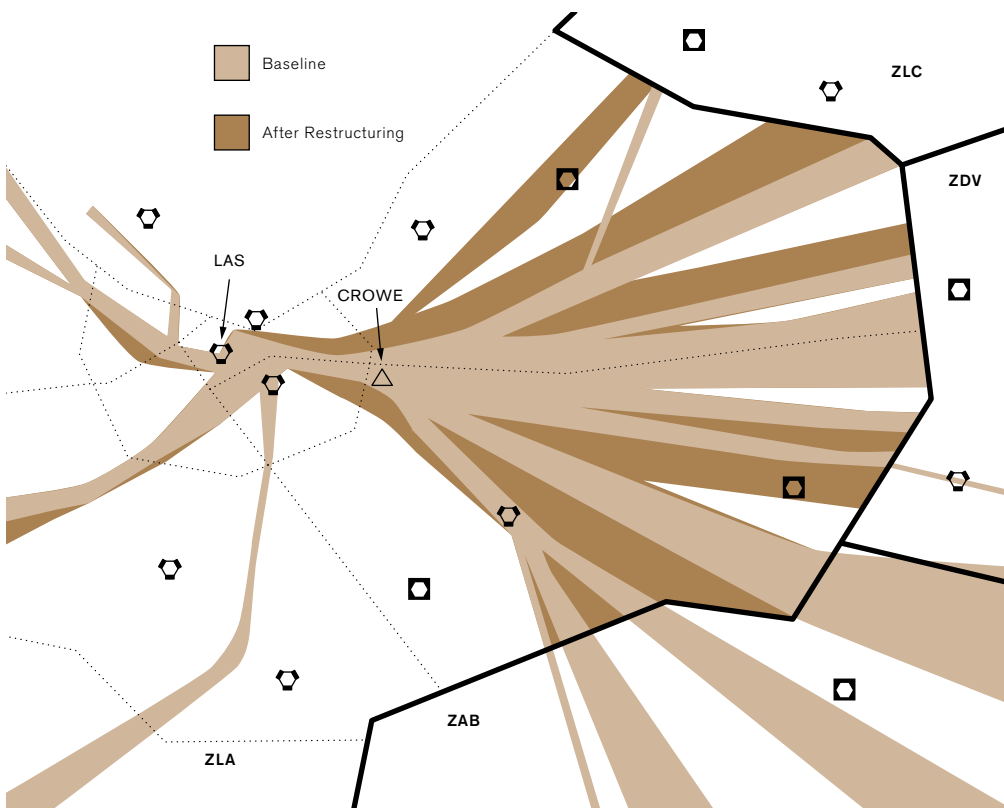 Baseline
After Restructuring
ZLC
ZDV
LAS
CROWE
ZAB
ZLA